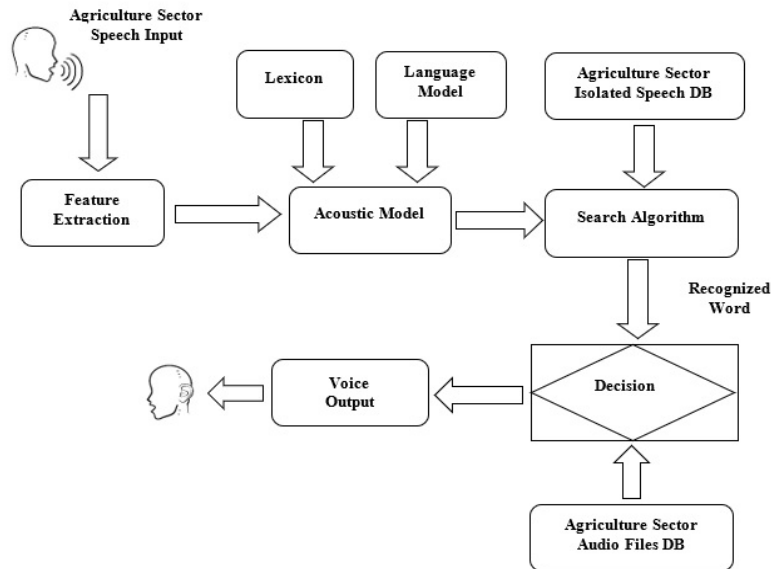 Agriculture Sector
Speech Input
Lexicon
Language
Model
Agriculture Sector
Isolated Speech DB
Feature
Extraction
Acoustic Model
Search Algorithm
Recognized
Word
Voice
Output
Decision
Agriculture Sector
Audio Files DB